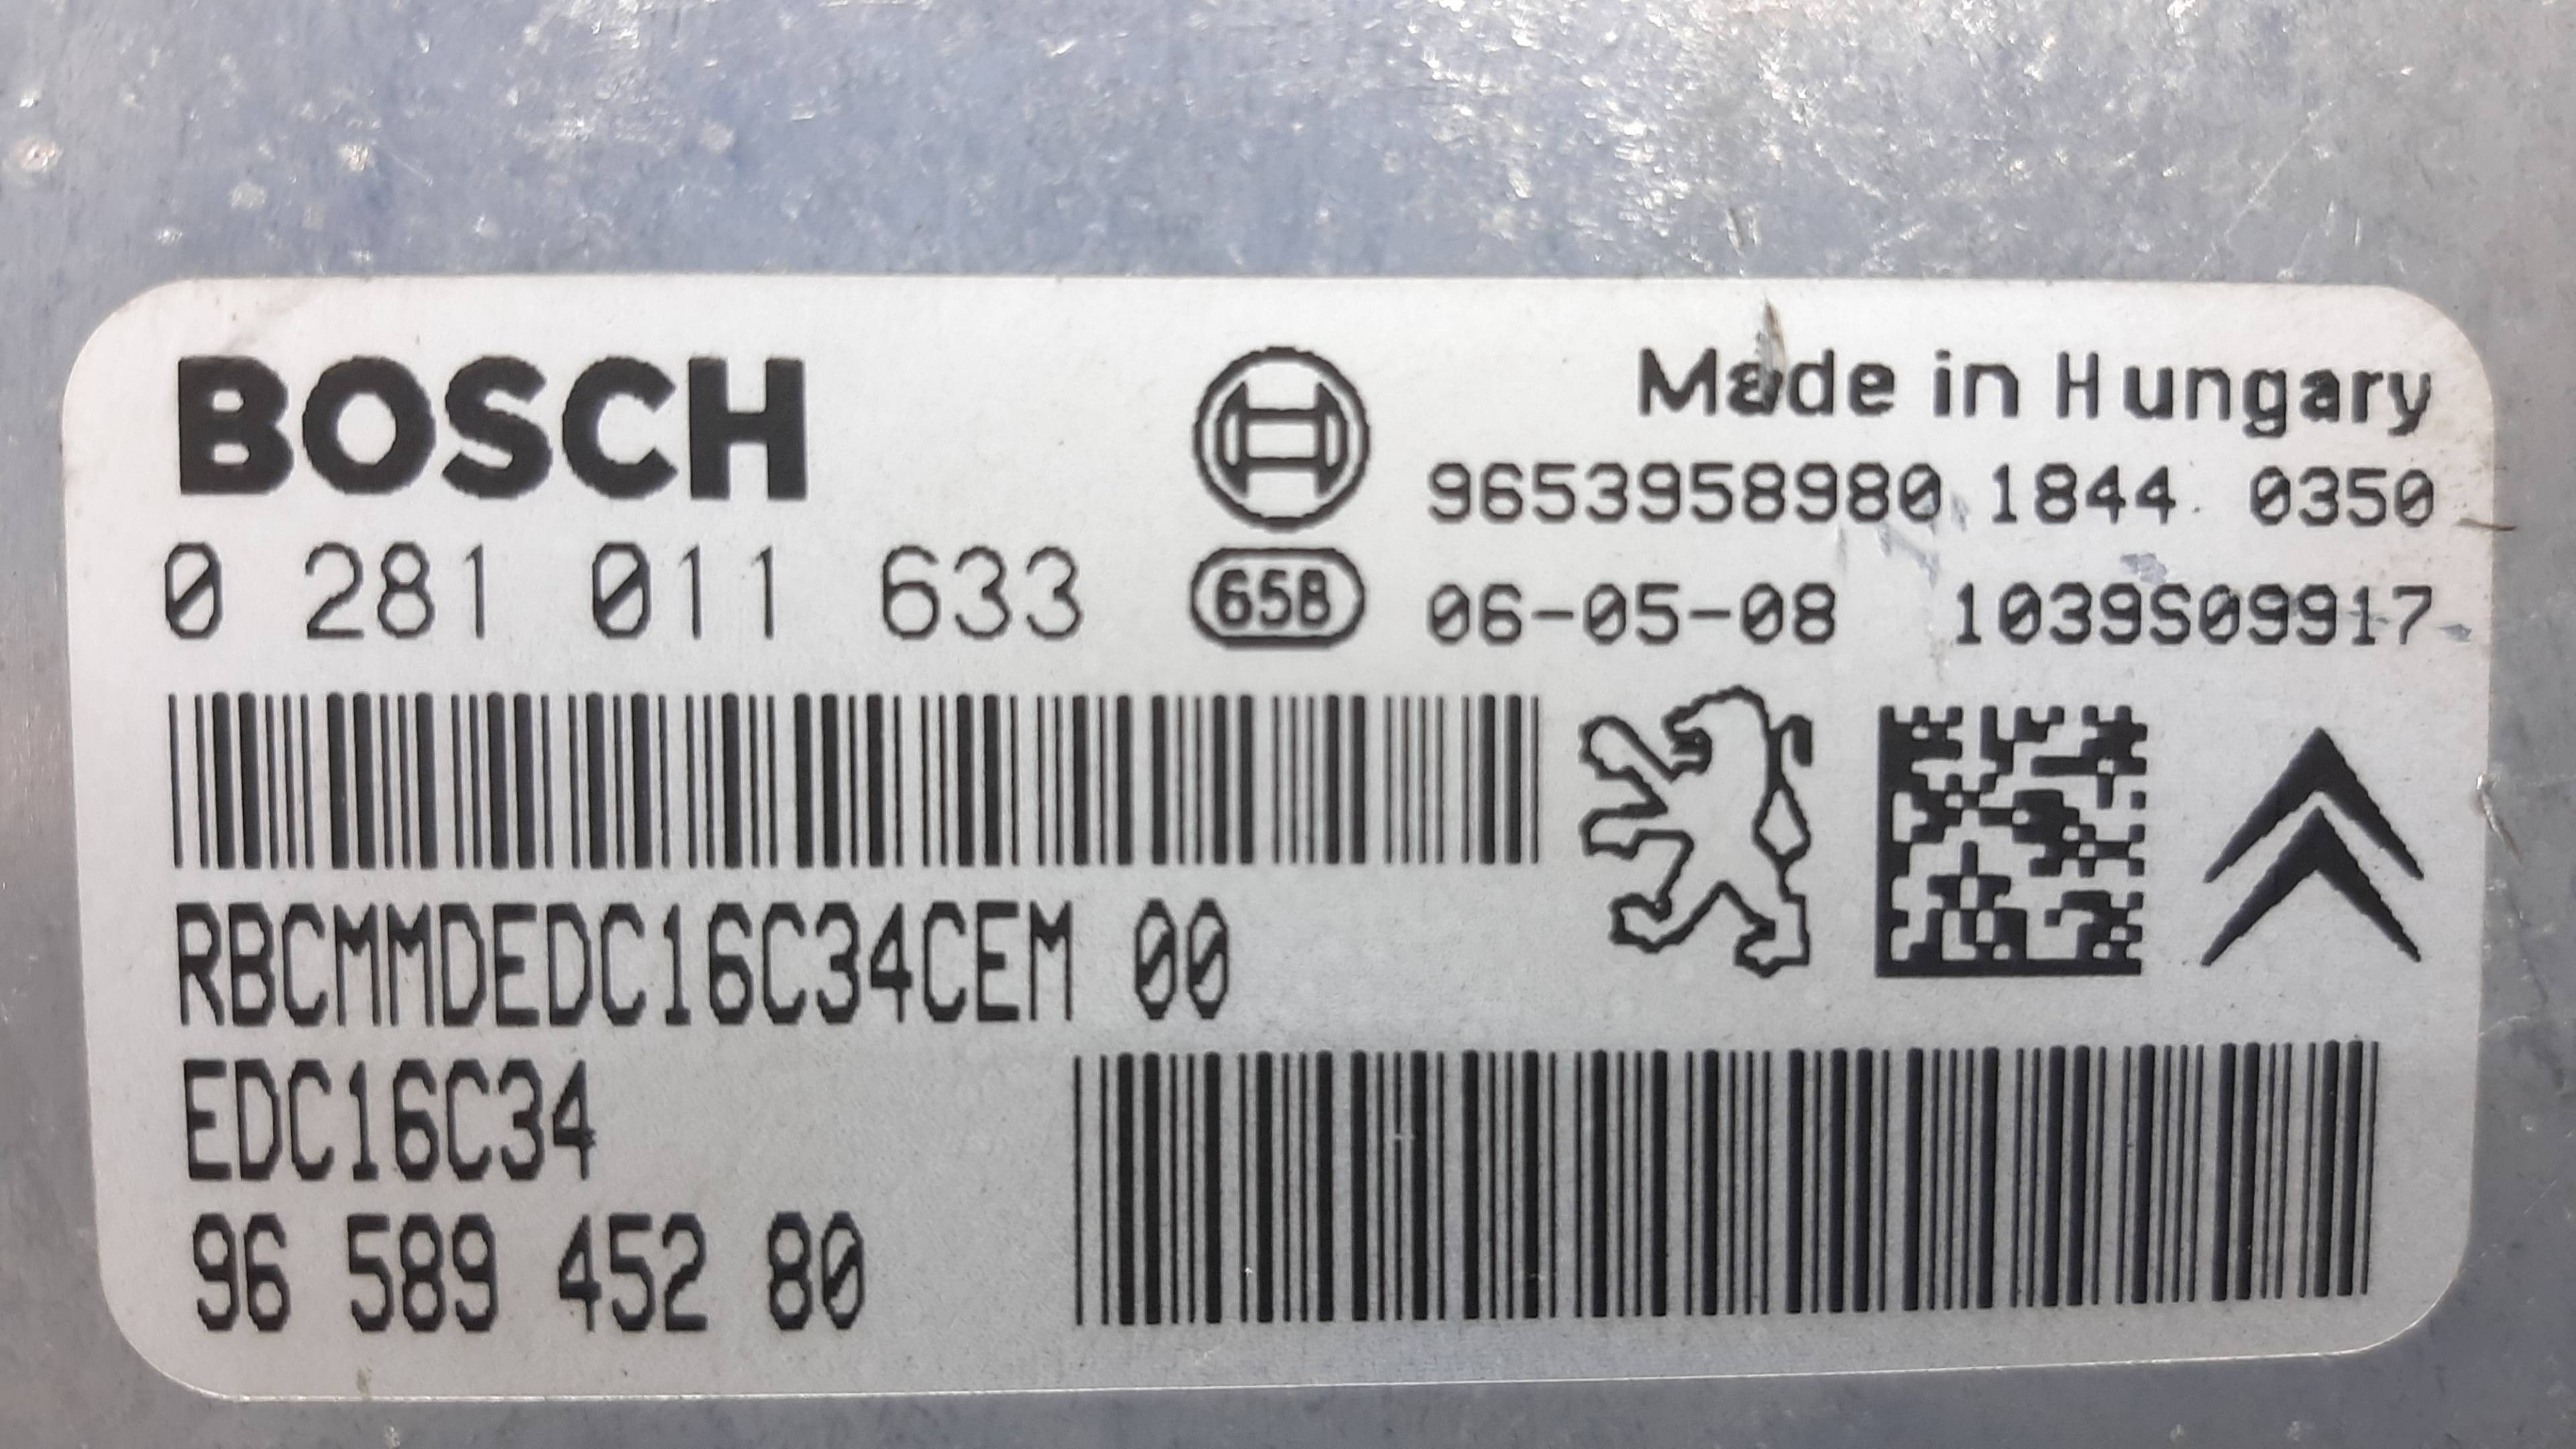 BOSCH
Made in Hungary
9653958980 1844 0350
0 281 011 633
658
06-05-08 1039S09917
RBCMMDEDC16C34CEM 00
EDC16C34
96 589 452 80